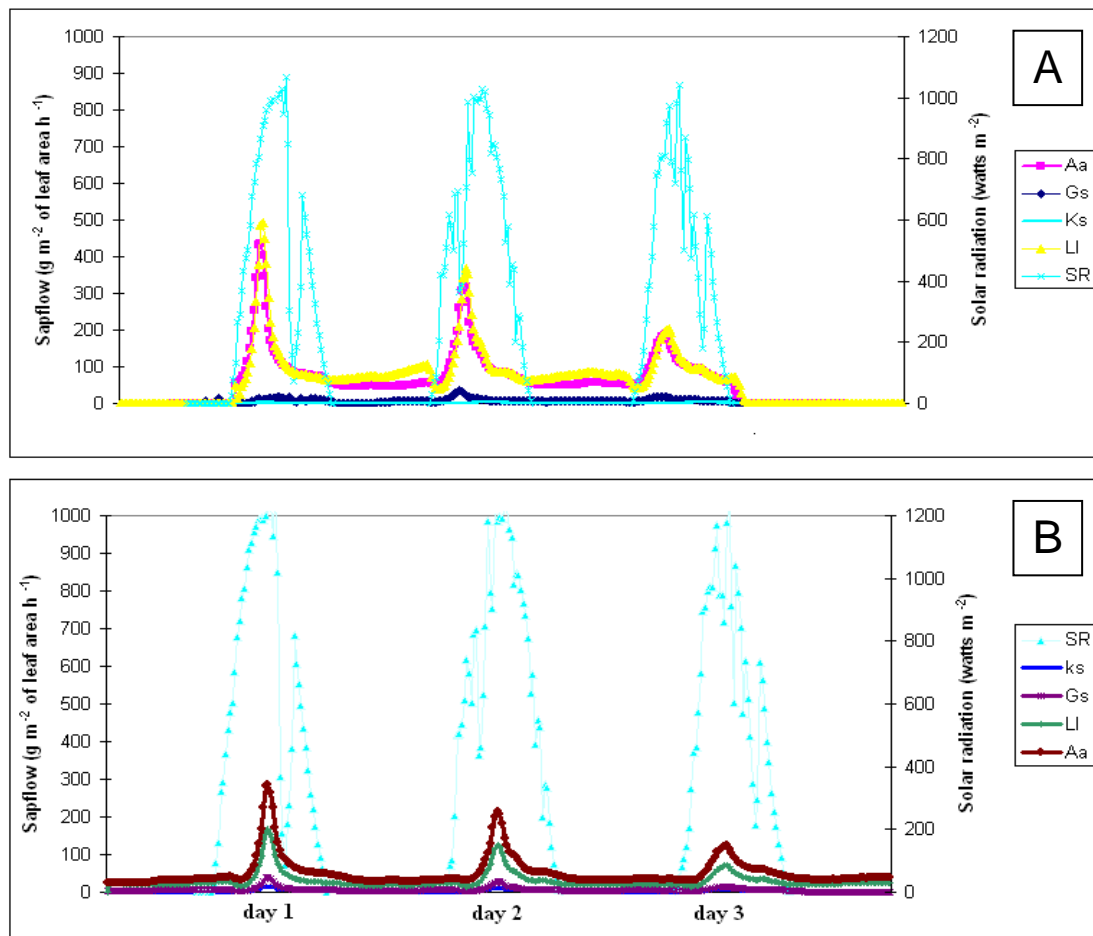 A
Sapflow (g m⁻² of leaf area h⁻¹)
1000
900
800
700
600
500
400
300
200
100
0
1200
1000
800
600
400
200
0
Solar radiation (watts m⁻²)
Aa
Gs
Ks
Ll
SR
B
Sapflow (g m⁻² of leaf area h⁻¹)
1000
900
800
700
600
500
400
300
200
100
0
1200
1000
800
600
400
200
0
Solar radiation (watts m⁻²)
SR
ks
Gs
Ll
Aa
day 1 day 2 day 3